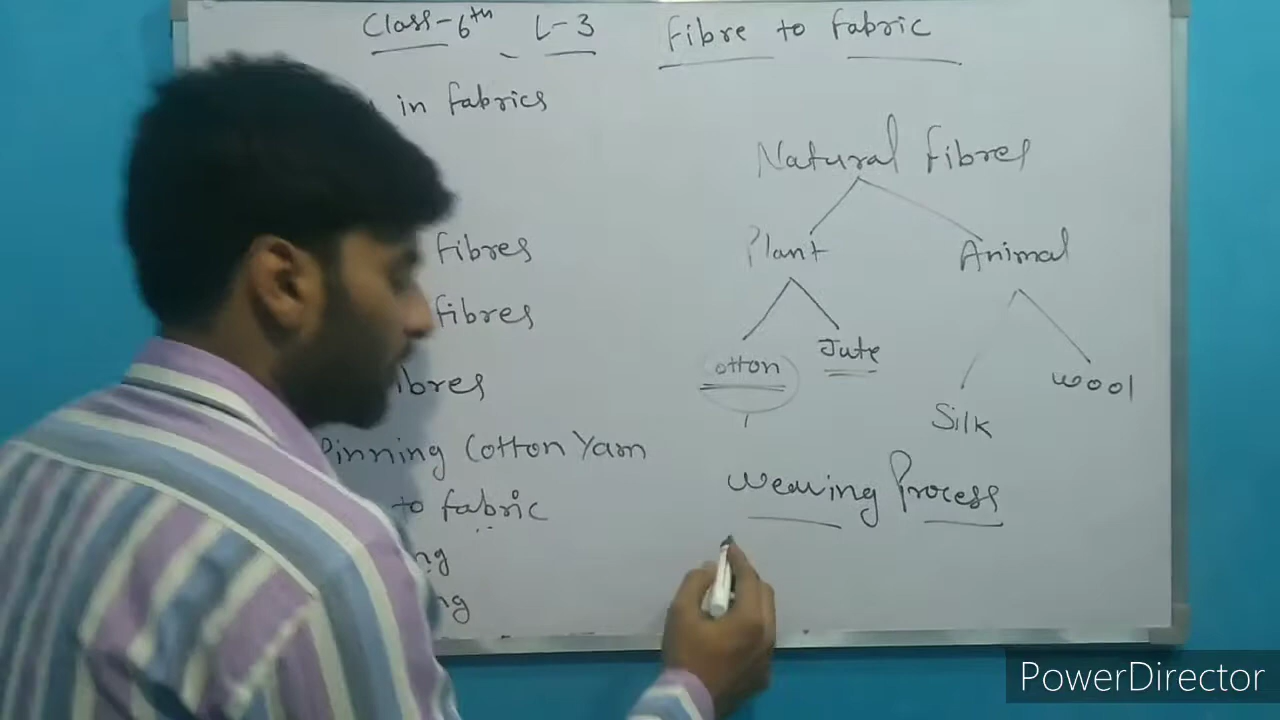 Class-6th L-3 Fibre to fabric
in fabrics
Natural fibres
fibres
Plant Animal
fibres
otton Jute
Silk wool
ibres
pinning Cotton Yarn
Weaving Process
to fabric
ng
ng
PowerDirector